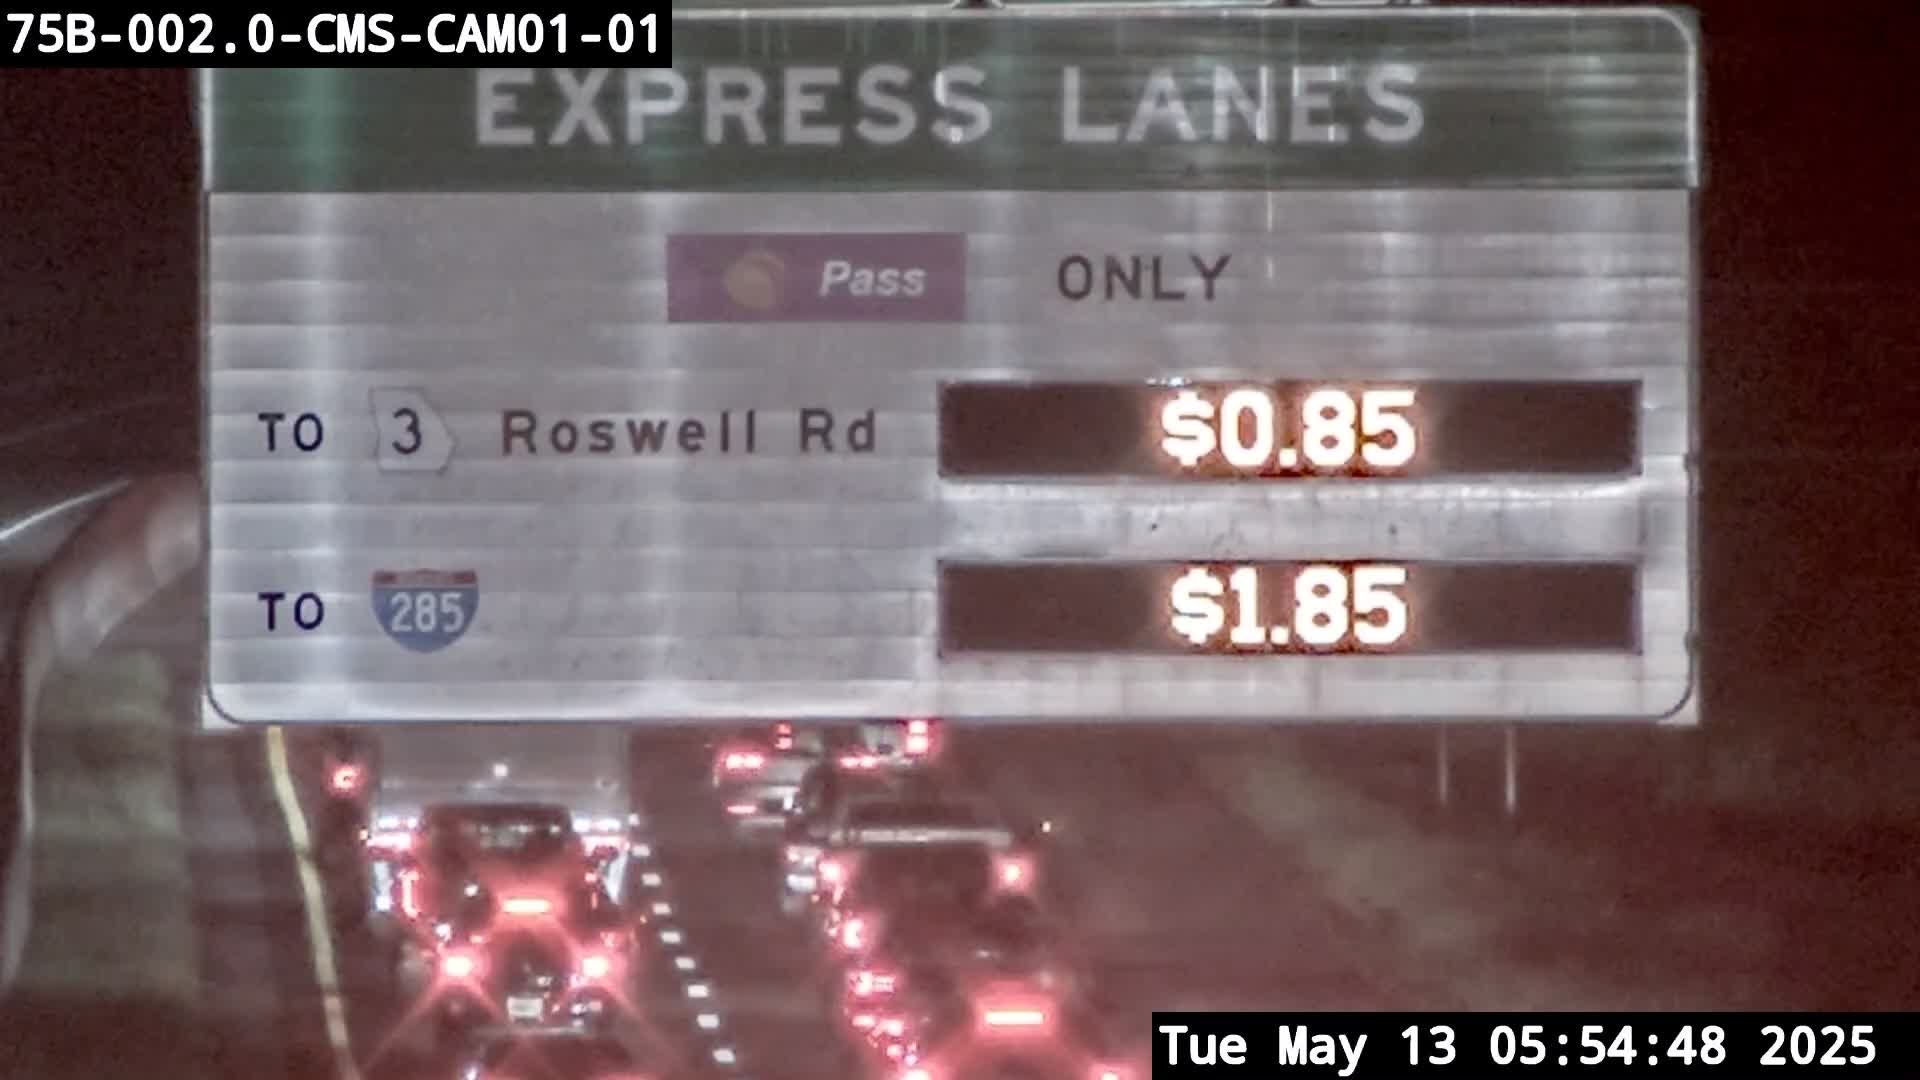 75B-002.0-CMS-CAM01-01
EXPRESS LANES
Pass ONLY
TO 3 Roswell Rd $0.85
TO 285 $1.85
Tue May 13 05:54:48 2025